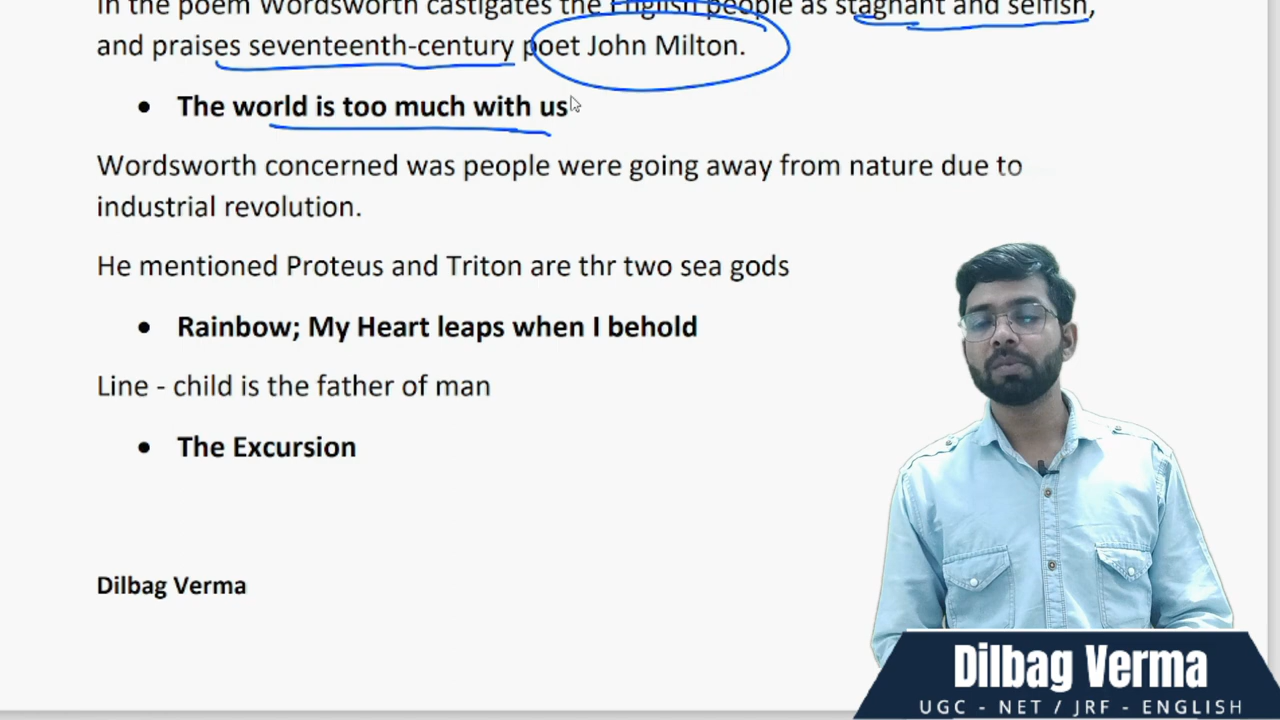 In the poem Wordsworth castigates the English people as stagnant and selfish,
and praises seventeenth-century poet John Milton.
• The world is too much with us
Wordsworth concerned was people were going away from nature due to
industrial revolution.
He mentioned Proteus and Triton are thr two sea gods
• Rainbow; My Heart leaps when I behold
Line - child is the father of man
• The Excursion
Dilbag Verma
Dilbag Verma
UGC - NET / JRF - ENGLISH